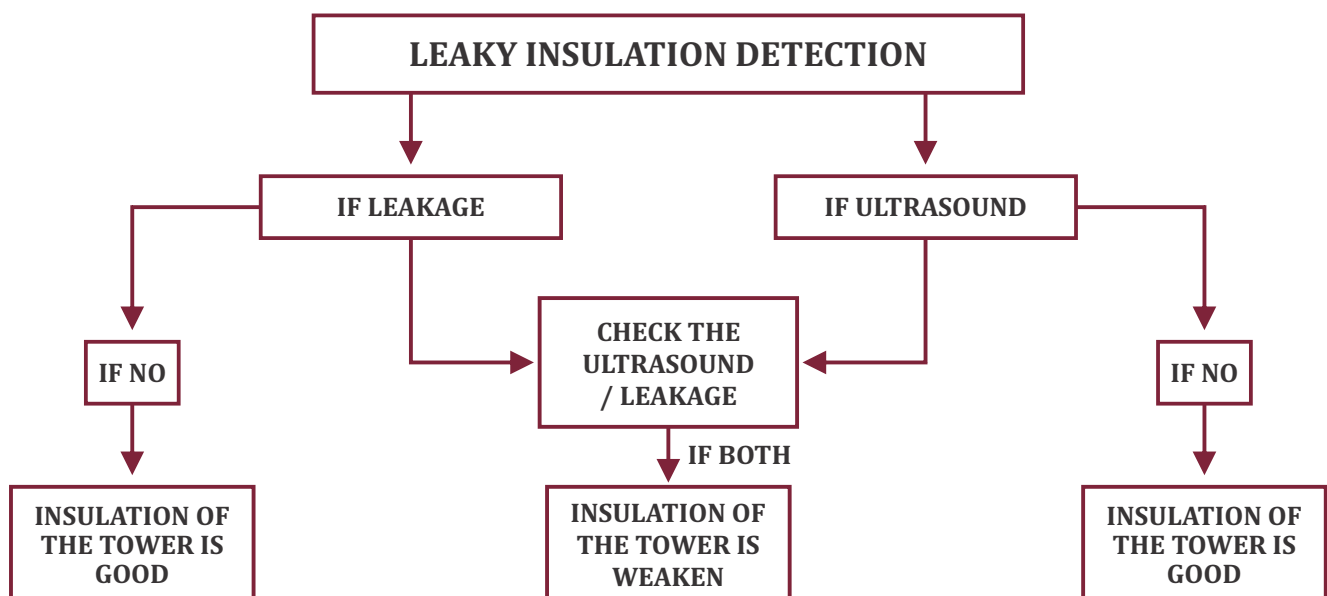 LEAKY INSULATION DETECTION
IF LEAKAGE
IF ULTRASOUND
CHECK THE
ULTRASOUND
/ LEAKAGE
IF NO
IF NO
IF BOTH
INSULATION OF
THE TOWER IS
GOOD
INSULATION OF
THE TOWER IS
WEAKEN
INSULATION OF
THE TOWER IS
GOOD